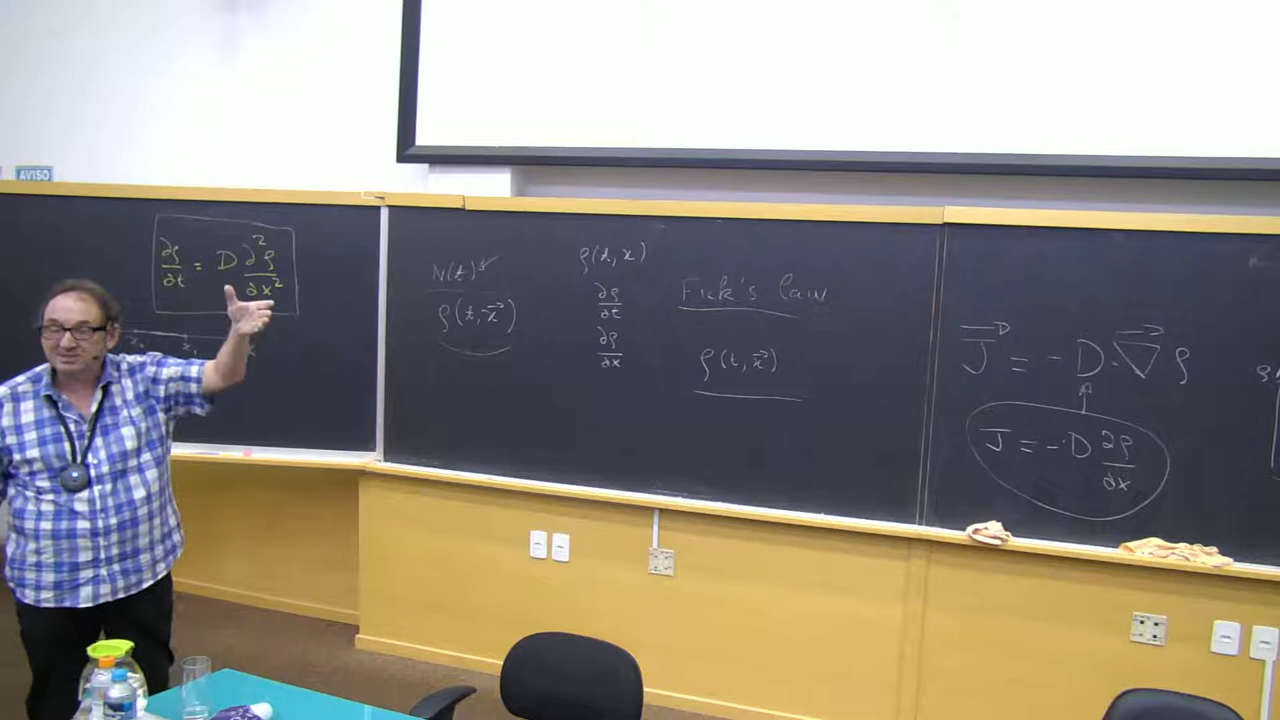 AVISO
∂ρ/∂t = D ∂²ρ/∂x²
N(t)
ρ(t, x⃗)
ρ(t, x)
∂ρ/∂t
∂ρ/∂x
Fick's law
ρ(t, x⃗)
J⃗ = - D ∇⃗ ρ
J = - D ∂ρ/∂x